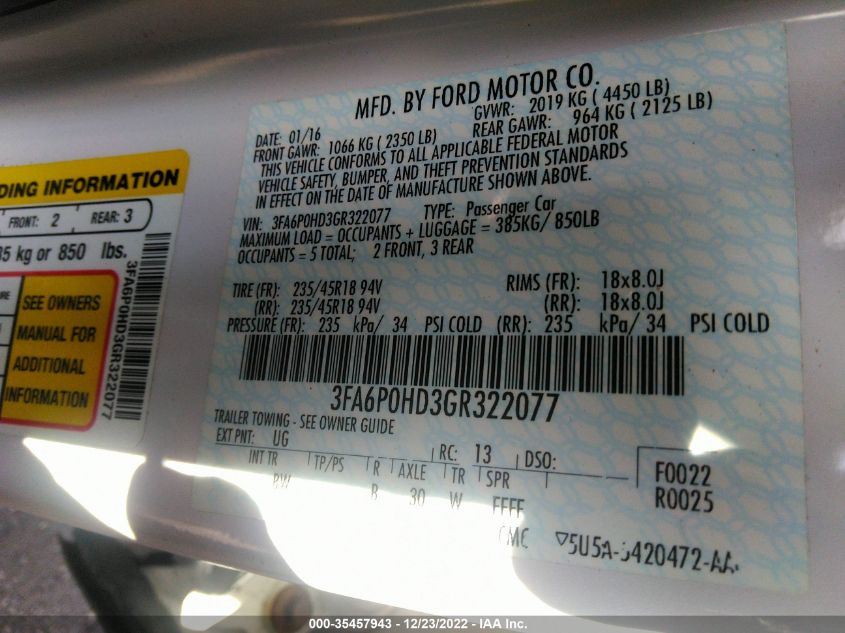 MFD. BY FORD MOTOR CO.
DATE: 01/16 GVWR: 2019 KG ( 4450 LB)
FRONT GAWR: 1066 KG ( 2350 LB) REAR GAWR: 964 KG ( 2125 LB)
THIS VEHICLE CONFORMS TO ALL APPLICABLE FEDERAL MOTOR
VEHICLE SAFETY, BUMPER, AND THEFT PREVENTION STANDARDS
IN EFFECT ON THE DATE OF MANUFACTURE SHOWN ABOVE.
VIN: 3FA6P0HD3GR322077 TYPE: Passenger Car
MAXIMUM LOAD = OCCUPANTS + LUGGAGE = 385KG/ 850LB
OCCUPANTS = 5 TOTAL; 2 FRONT, 3 REAR
TIRE (FR): 235/45R18 94V RIMS (FR): 18x8.0J
(RR): 235/45R18 94V (RR): 18x8.0J
PRESSURE (FR): 235 kPa/ 34 PSI COLD (RR): 235 kPa/ 34 PSI COLD
3FA6P0HD3GR322077
TRAILER TOWING - SEE OWNER GUIDE
EXT PNT: UG RC: 13 DSO:
INT TR TP/PS R AXLE TR SPR F0022
B 30 W FFFF R0025
INFORMATION
FRONT: 2 REAR: 3
kg or 850 lbs.
SEE OWNERS
MANUAL FOR
ADDITIONAL
INFORMATION
3FA6P0HD3GR322077
000-35457943 - 12/23/2022 - IAA Inc.